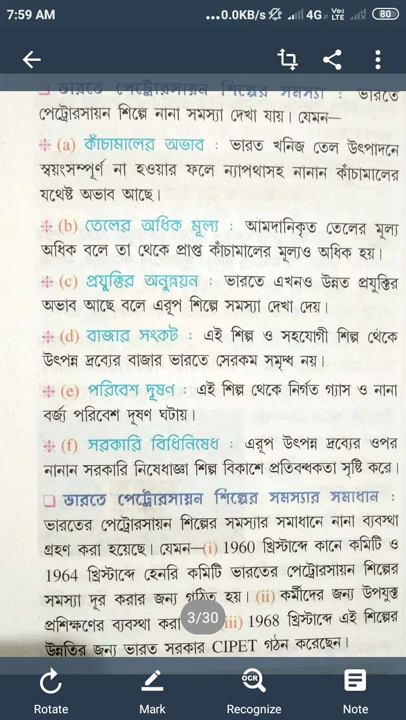 7:59 AM
...0.0KB/s 4G Vo LTE 80
❑ ভারতে পেট্রোরসায়ন শিল্পের সমস্যা : ভারতে
পেট্রোরসায়ন শিল্পে নানা সমস্যা দেখা যায়। যেমন—
❉ (a) কাঁচামালের অভাব : ভারত খনিজ তেল উৎপাদনে
স্বয়ংসম্পূর্ণ না হওয়ার ফলে ন্যাপথাসহ নানান কাঁচামালের
যথেষ্ট অভাব আছে।
❉ (b) তেলের অধিক মূল্য : আমদানিকৃত তেলের মূল্য
অধিক বলে তা থেকে প্রাপ্ত কাঁচামালের মূল্যও অধিক হয়।
❉ (c) প্রযুক্তির অনুন্নয়ন : ভারতে এখনও উন্নত প্রযুক্তির
অভাব আছে বলে এরূপ শিল্পে সমস্যা দেখা দেয়।
❉ (d) বাজার সংকট : এই শিল্প ও সহযোগী শিল্প থেকে
উৎপন্ন দ্রব্যের বাজার ভারতে সেরকম সমৃদ্ধ নয়।
❉ (e) পরিবেশ দূষণ : এই শিল্প থেকে নির্গত গ্যাস ও নানা
বর্জ্য পরিবেশ দূষণ ঘটায়।
❉ (f) সরকারি বিধিনিষেধ : এরূপ উৎপন্ন দ্রব্যের ওপর
নানান সরকারি নিষেধাজ্ঞা শিল্প বিকাশে প্রতিবন্ধকতা সৃষ্টি করে।
❑ ভারতে পেট্রোরসায়ন শিল্পের সমস্যার সমাধান :
ভারতের পেট্রোরসায়ন শিল্পের সমস্যার সমাধানে নানা ব্যবস্থা
গ্রহণ করা হয়েছে। যেমন—(i) 1960 খ্রিস্টাব্দে কানে কমিটি ও
1964 খ্রিস্টাব্দে হেনরি কমিটি ভারতের পেট্রোরসায়ন শিল্পের
সমস্যা দূর করার জন্য গঠিত হয়। (ii) কর্মীদের জন্য উপযুক্ত
প্রশিক্ষণের ব্যবস্থা করা 3/30 iii) 1968 খ্রিস্টাব্দে এই শিল্পের
উন্নতির জন্য ভারত সরকার CIPET গঠন করেছেন।
OCR
Rotate Mark Recognize Note